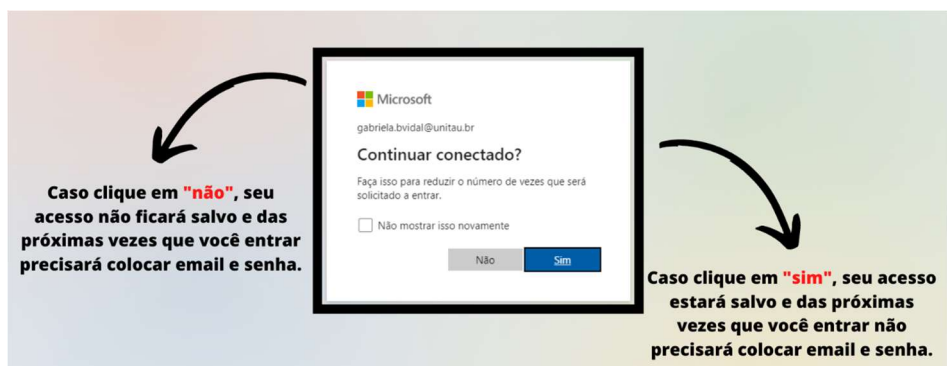 Microsoft
gabriela.bvidal@unitau.br
Continuar conectado?
Faça isso para reduzir o número de vezes que será
solicitado a entrar.
Não mostrar isso novamente
Não
Sim
Caso clique em "não", seu
acesso não ficará salvo e das
próximas vezes que você entrar
precisará colocar email e senha.
Caso clique em "sim", seu acesso
estará salvo e das próximas
vezes que você entrar não
precisará colocar email e senha.